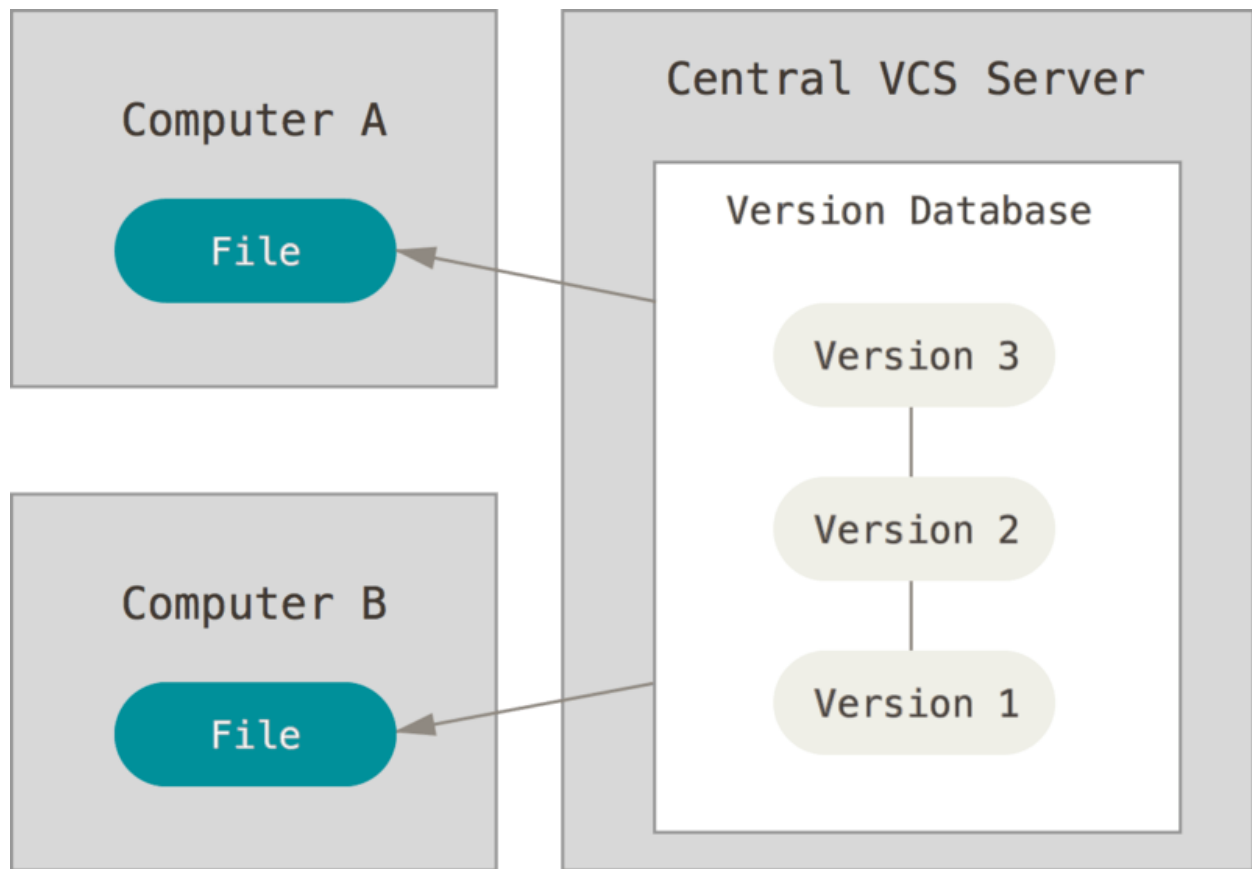 Computer A
File
Computer B
File
Central VCS Server
Version Database
Version 3
Version 2
Version 1